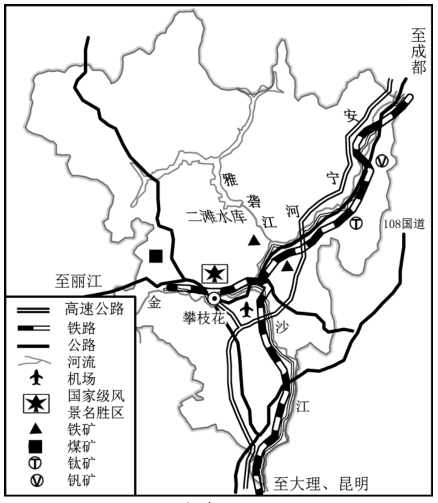 至成都
安
宁
河
雅
砻
江
二滩水库
Ⓥ
Ⓣ
108国道
至丽江
金
攀枝花
沙
江
至大理、昆明
高速公路
铁路
公路
河流
机场
国家级风
景名胜区
铁矿
煤矿
Ⓣ 钛矿
Ⓥ 钒矿